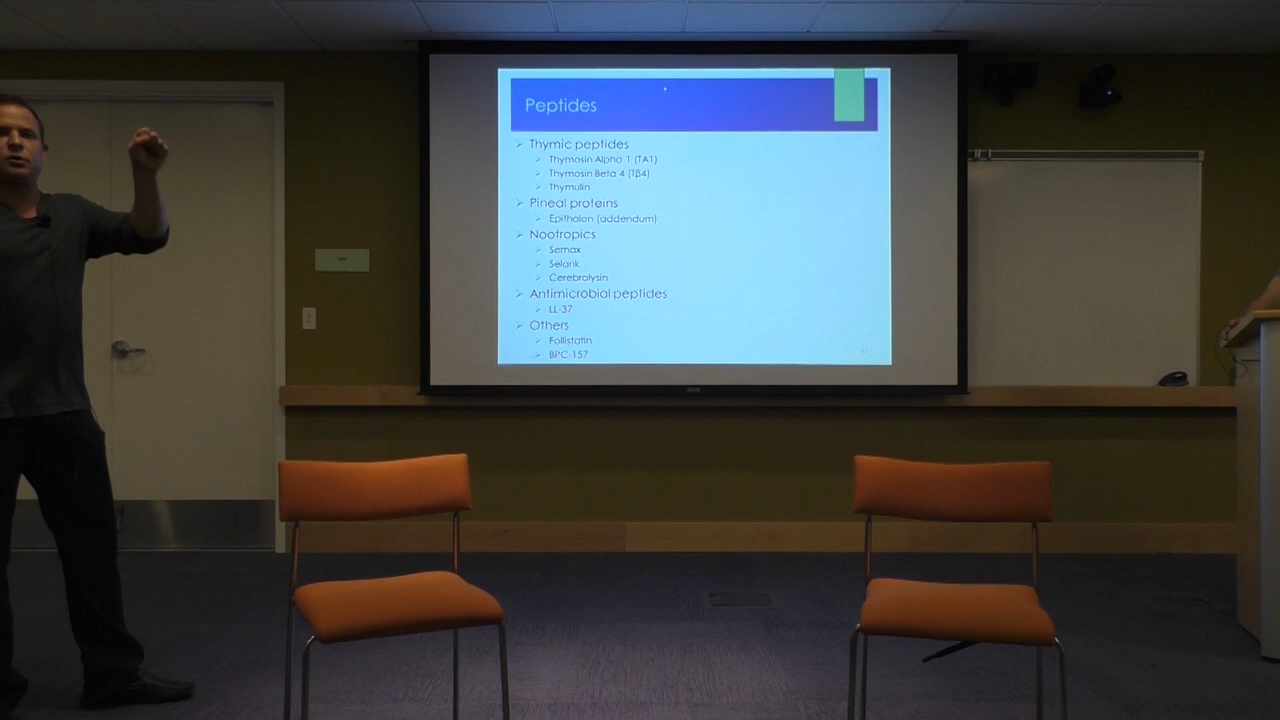 Peptides
Thymic peptides
Thymosin Alpha 1 (TA1)
Thymosin Beta 4 (Tβ4)
Thymulin
Pineal proteins
Epithalon (addendum)
Nootropics
Semax
Selank
Cerebrolysin
Antimicrobial peptides
LL-37
Others
Follistatin
BPC-157